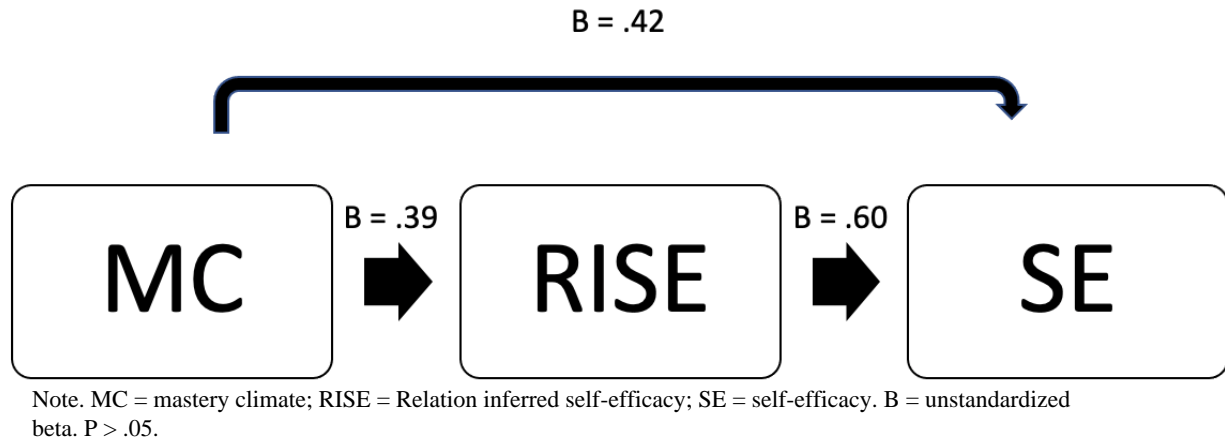 B = .42
B = .39
B = .60
MC
RISE
SE
Note. MC = mastery climate; RISE = Relation inferred self-efficacy; SE = self-efficacy. B = unstandardized
beta. P > .05.